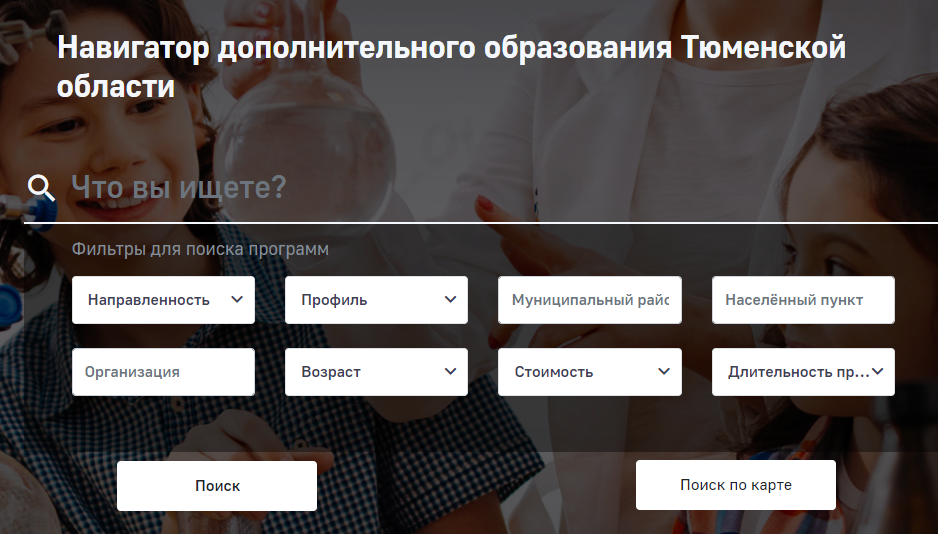 Навигатор дополнительного образования Тюменской
области
Что вы ищете?
Фильтры для поиска программ
Направленность Профиль Муниципальный райс Населённый пункт
Организация Возраст Стоимость Длительность пр...
Поиск Поиск по карте